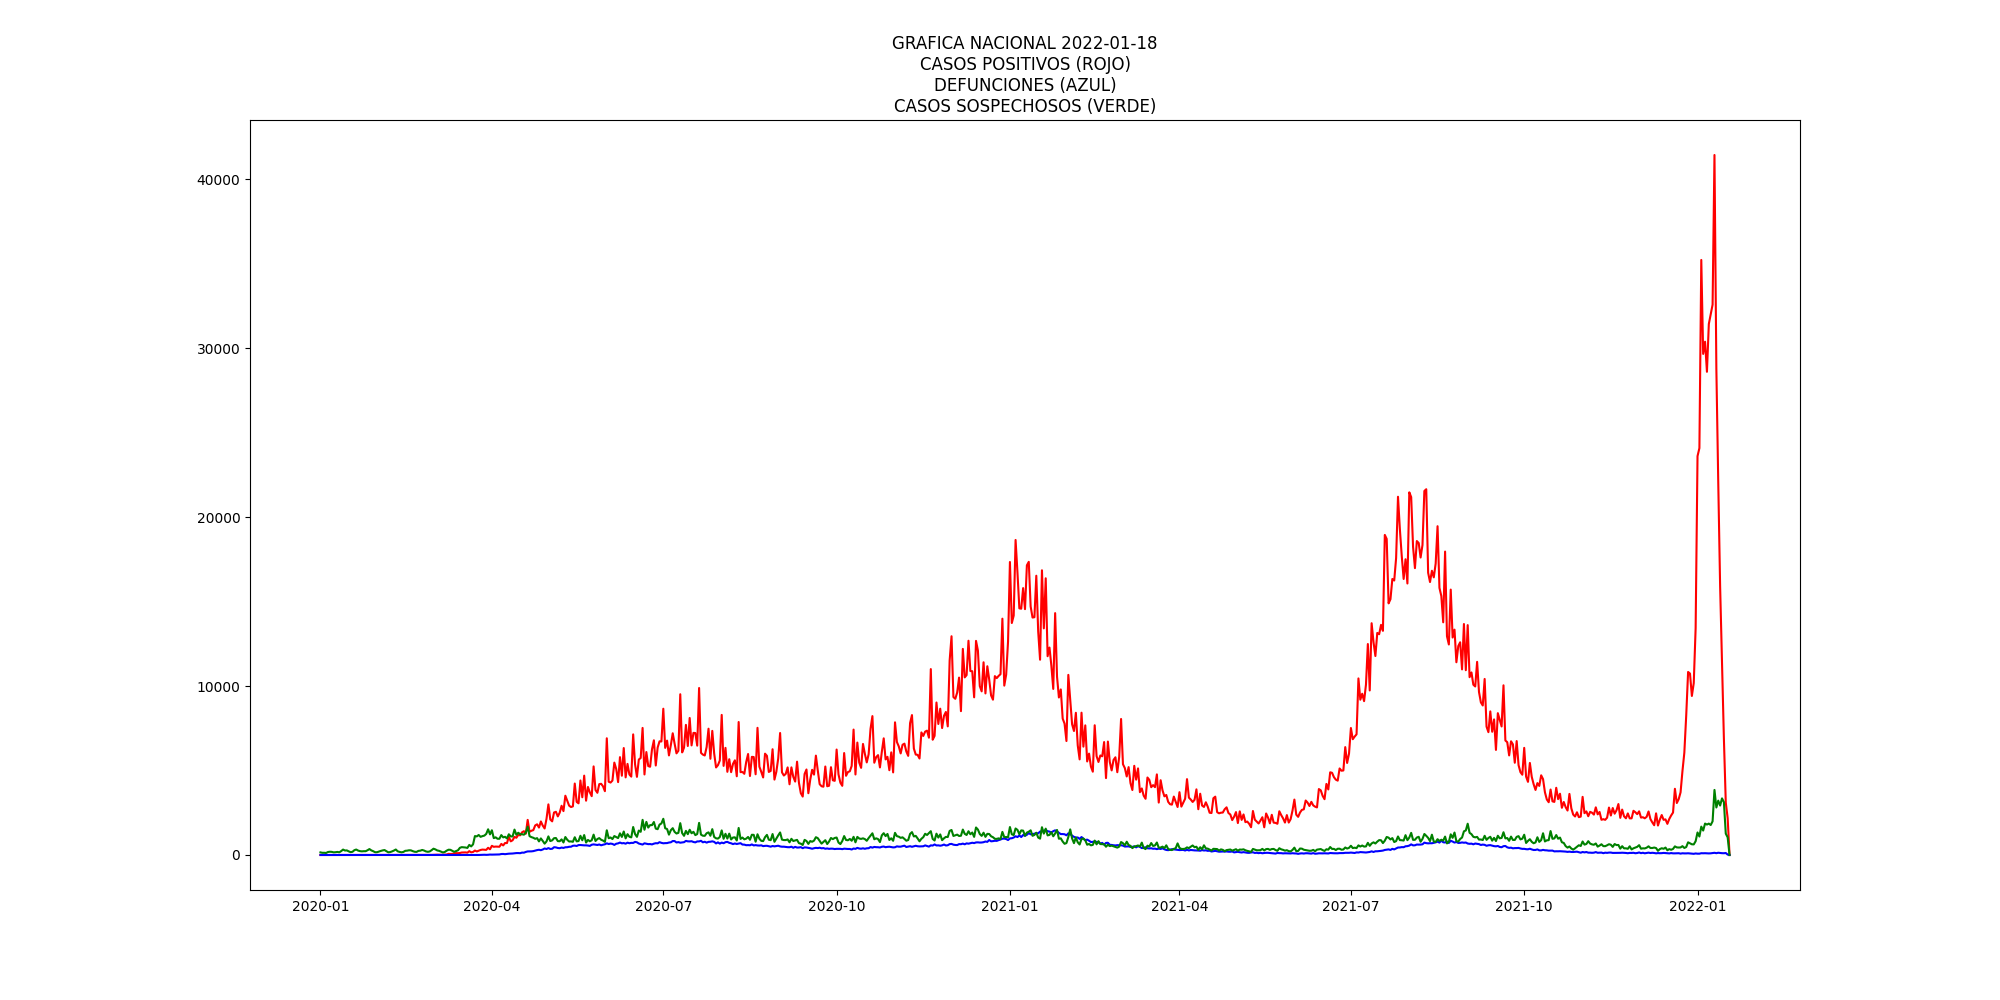 GRAFICA NACIONAL 2022-01-18
CASOS POSITIVOS (ROJO)
DEFUNCIONES (AZUL)
CASOS SOSPECHOSOS (VERDE)
40000
30000
20000
10000
0
2020-01 2020-04 2020-07 2020-10 2021-01 2021-04 2021-07 2021-10 2022-01